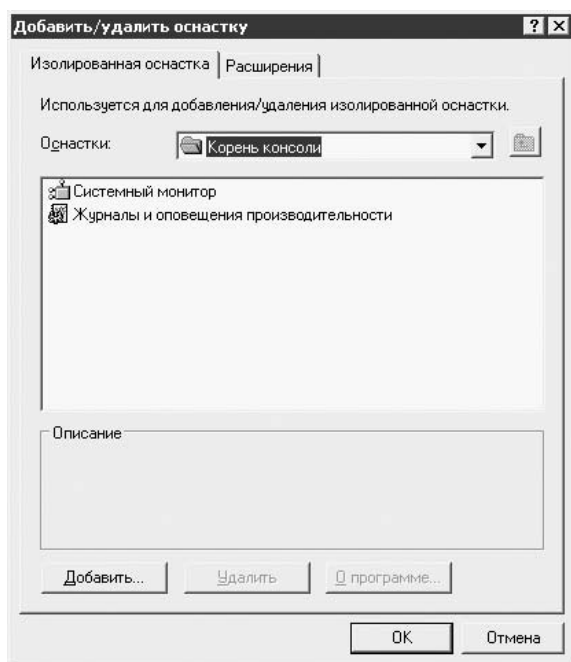 Добавить/удалить оснастку
Изолированная оснастка
Расширения
Используется для добавления/удаления изолированной оснастки.
Оснастки:
Корень консоли
Системный монитор
Журналы и оповещения производительности
Описание
Добавить...
Удалить
О программе...
OK
Отмена